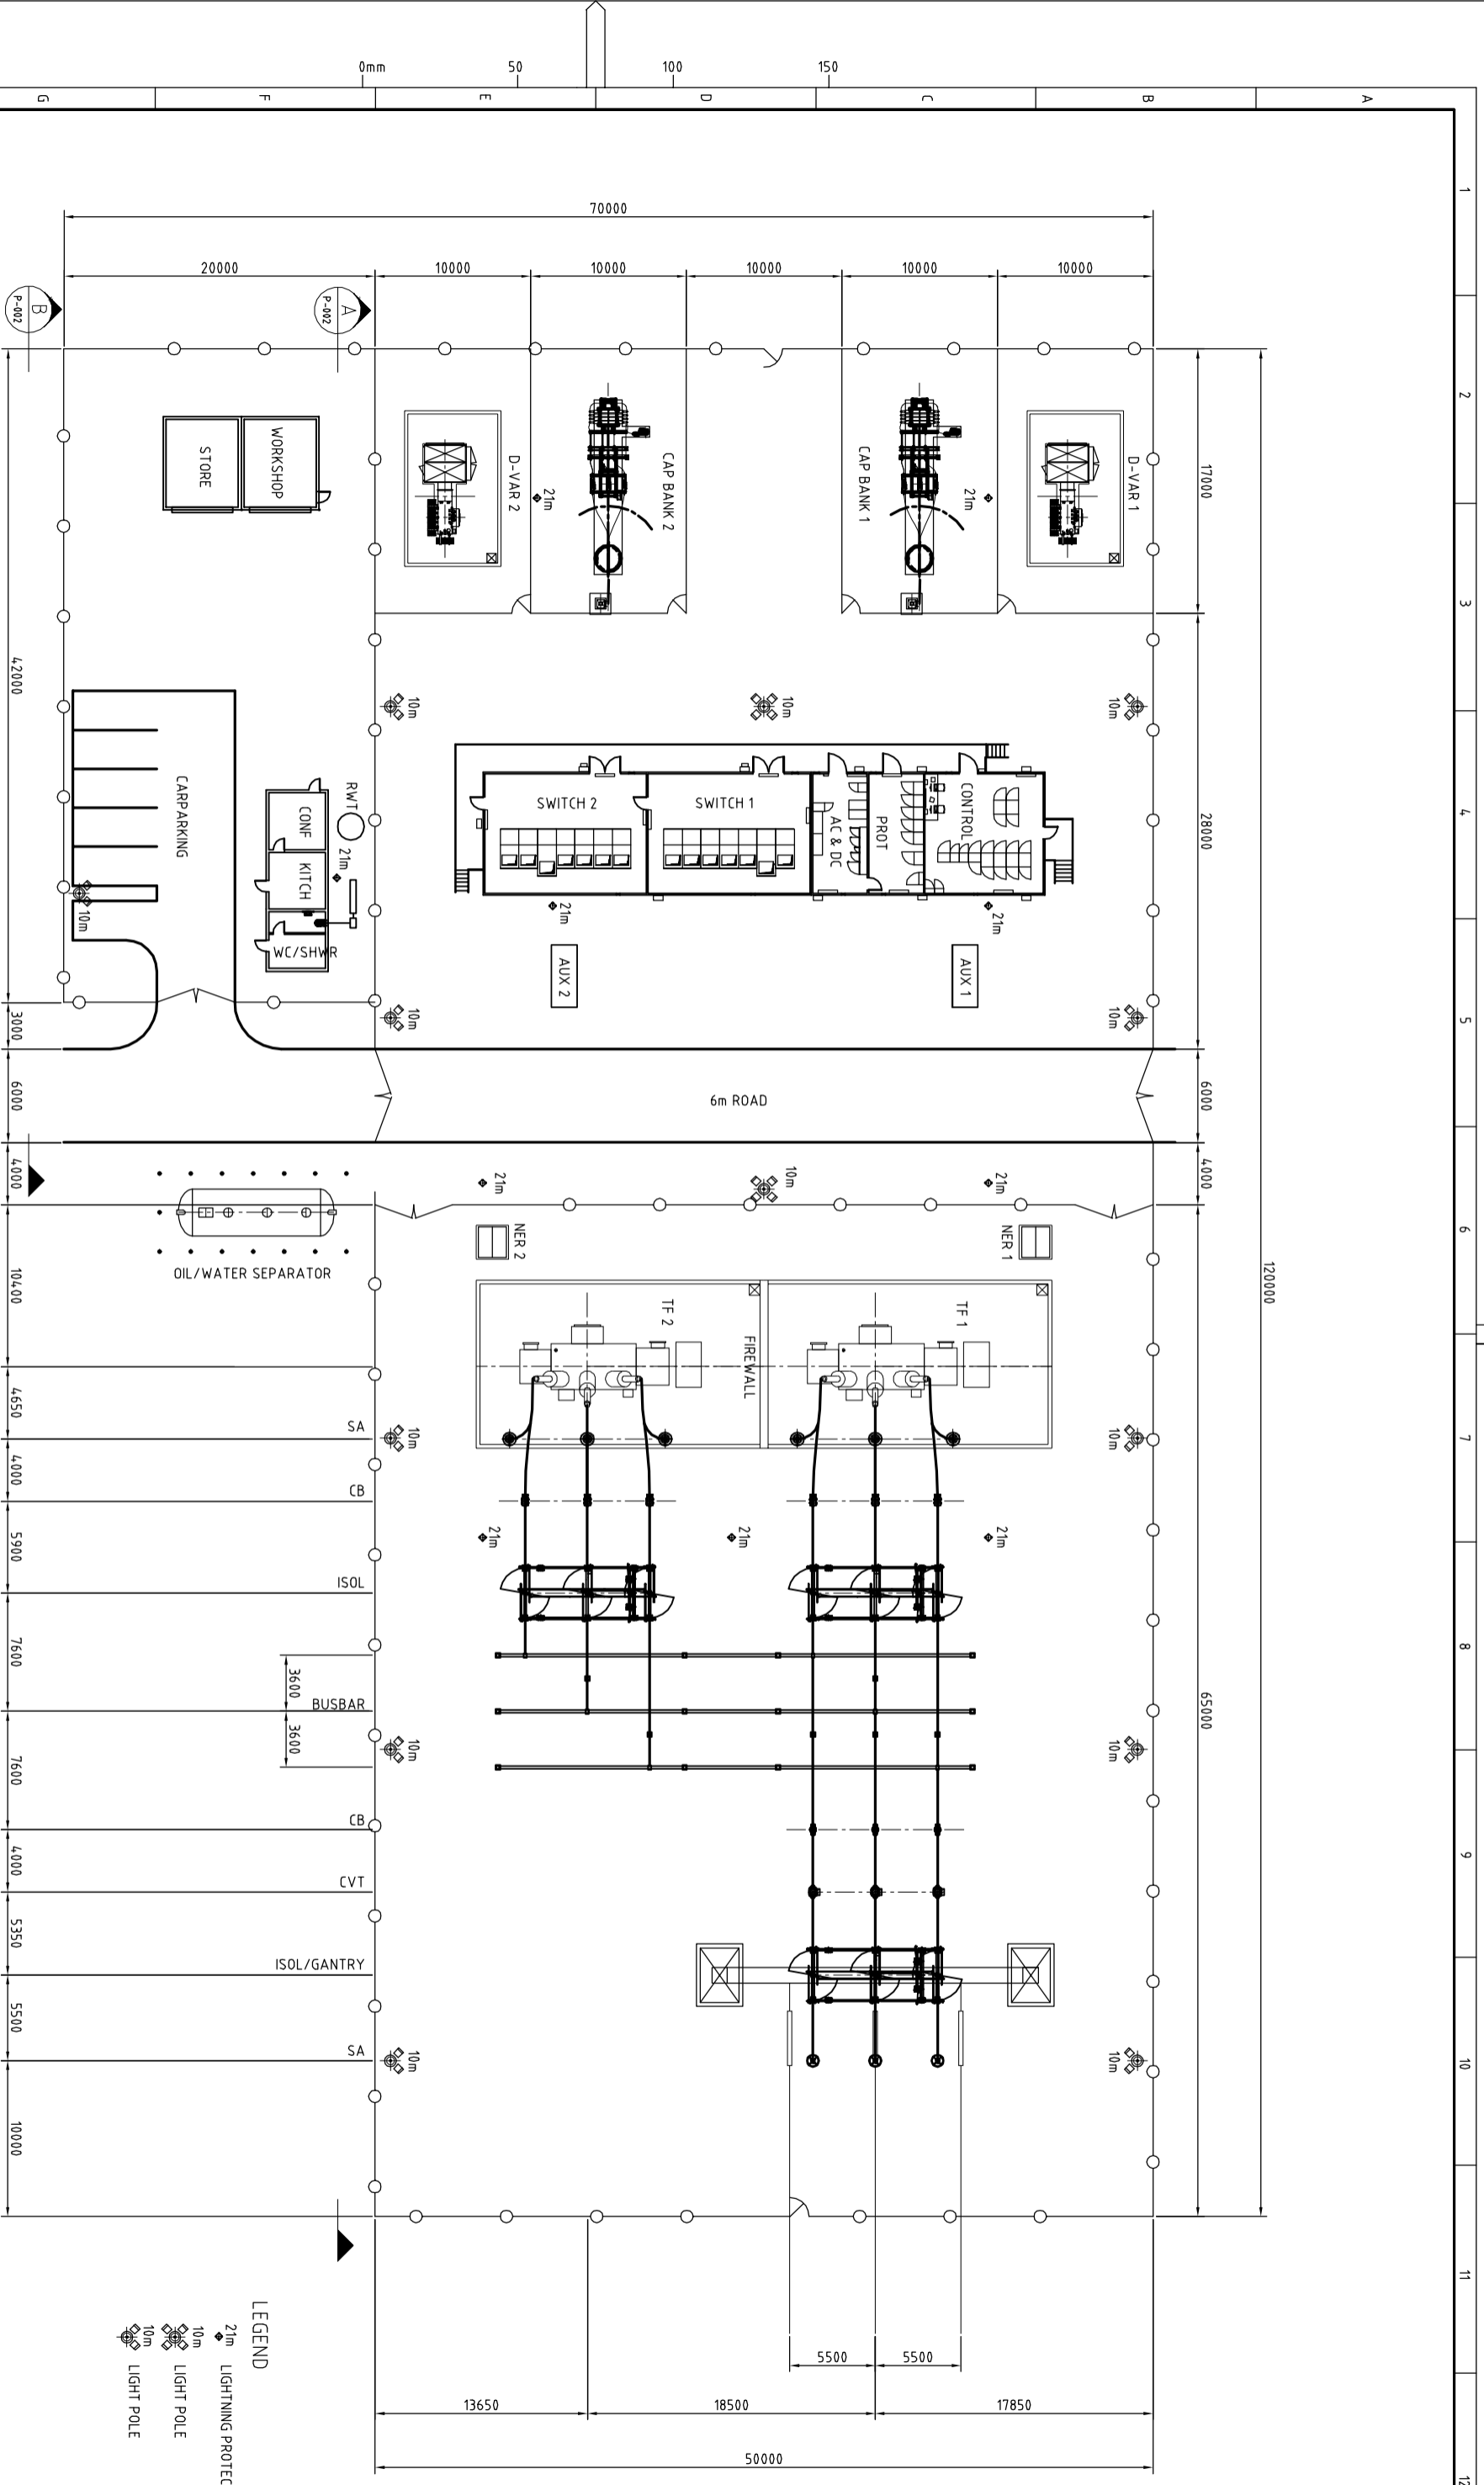 0mm
50
100
150
G
F
E
D
C
B
A
1
2
3
4
5
6
7
8
9
10
11
12
70000
20000
10000
10000
10000
10000
10000
B
P-002
A
P-002
17000
120000
28000
6000
4000
65000
STORE
WORKSHOP
D-VAR 2
21m
CAP BANK 2
CAP BANK 1
21m
D-VAR 1
10m
10m
10m
42000
CARPARKING
RWT
CONF
KITCH
WC/SHWR
21m
10m
SWITCH 2
SWITCH 1
AC & DC
PROT
CONTROL
21m
21m
AUX 2
AUX 1
10m
10m
3000
6000
4000
6m ROAD
21m
10m
21m
NER 2
NER 1
OIL/WATER SEPARATOR
10400
TF 2
FIREWALL
TF 1
4650
SA
10m
10m
4000
CB
21m
21m
21m
5900
ISOL
7600
3600
BUSBAR
3600
10m
10m
7600
CB
4000
CVT
5350
ISOL/GANTRY
5500
SA
10m
10m
10000
5500
5500
13650
18500
17850
50000
LEGEND
21m LIGHTNING PROTEC
10m LIGHT POLE
10m LIGHT POLE